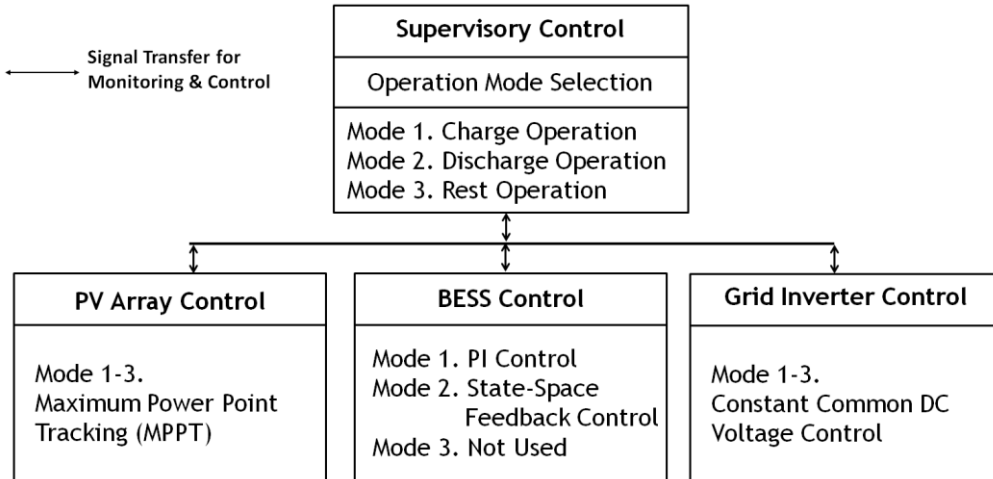 Supervisory Control
Signal Transfer for
Monitoring & Control
Operation Mode Selection
Mode 1. Charge Operation
Mode 2. Discharge Operation
Mode 3. Rest Operation
PV Array Control
Mode 1-3.
Maximum Power Point
Tracking (MPPT)
BESS Control
Mode 1. PI Control
Mode 2. State-Space
Feedback Control
Mode 3. Not Used
Grid Inverter Control
Mode 1-3.
Constant Common DC
Voltage Control